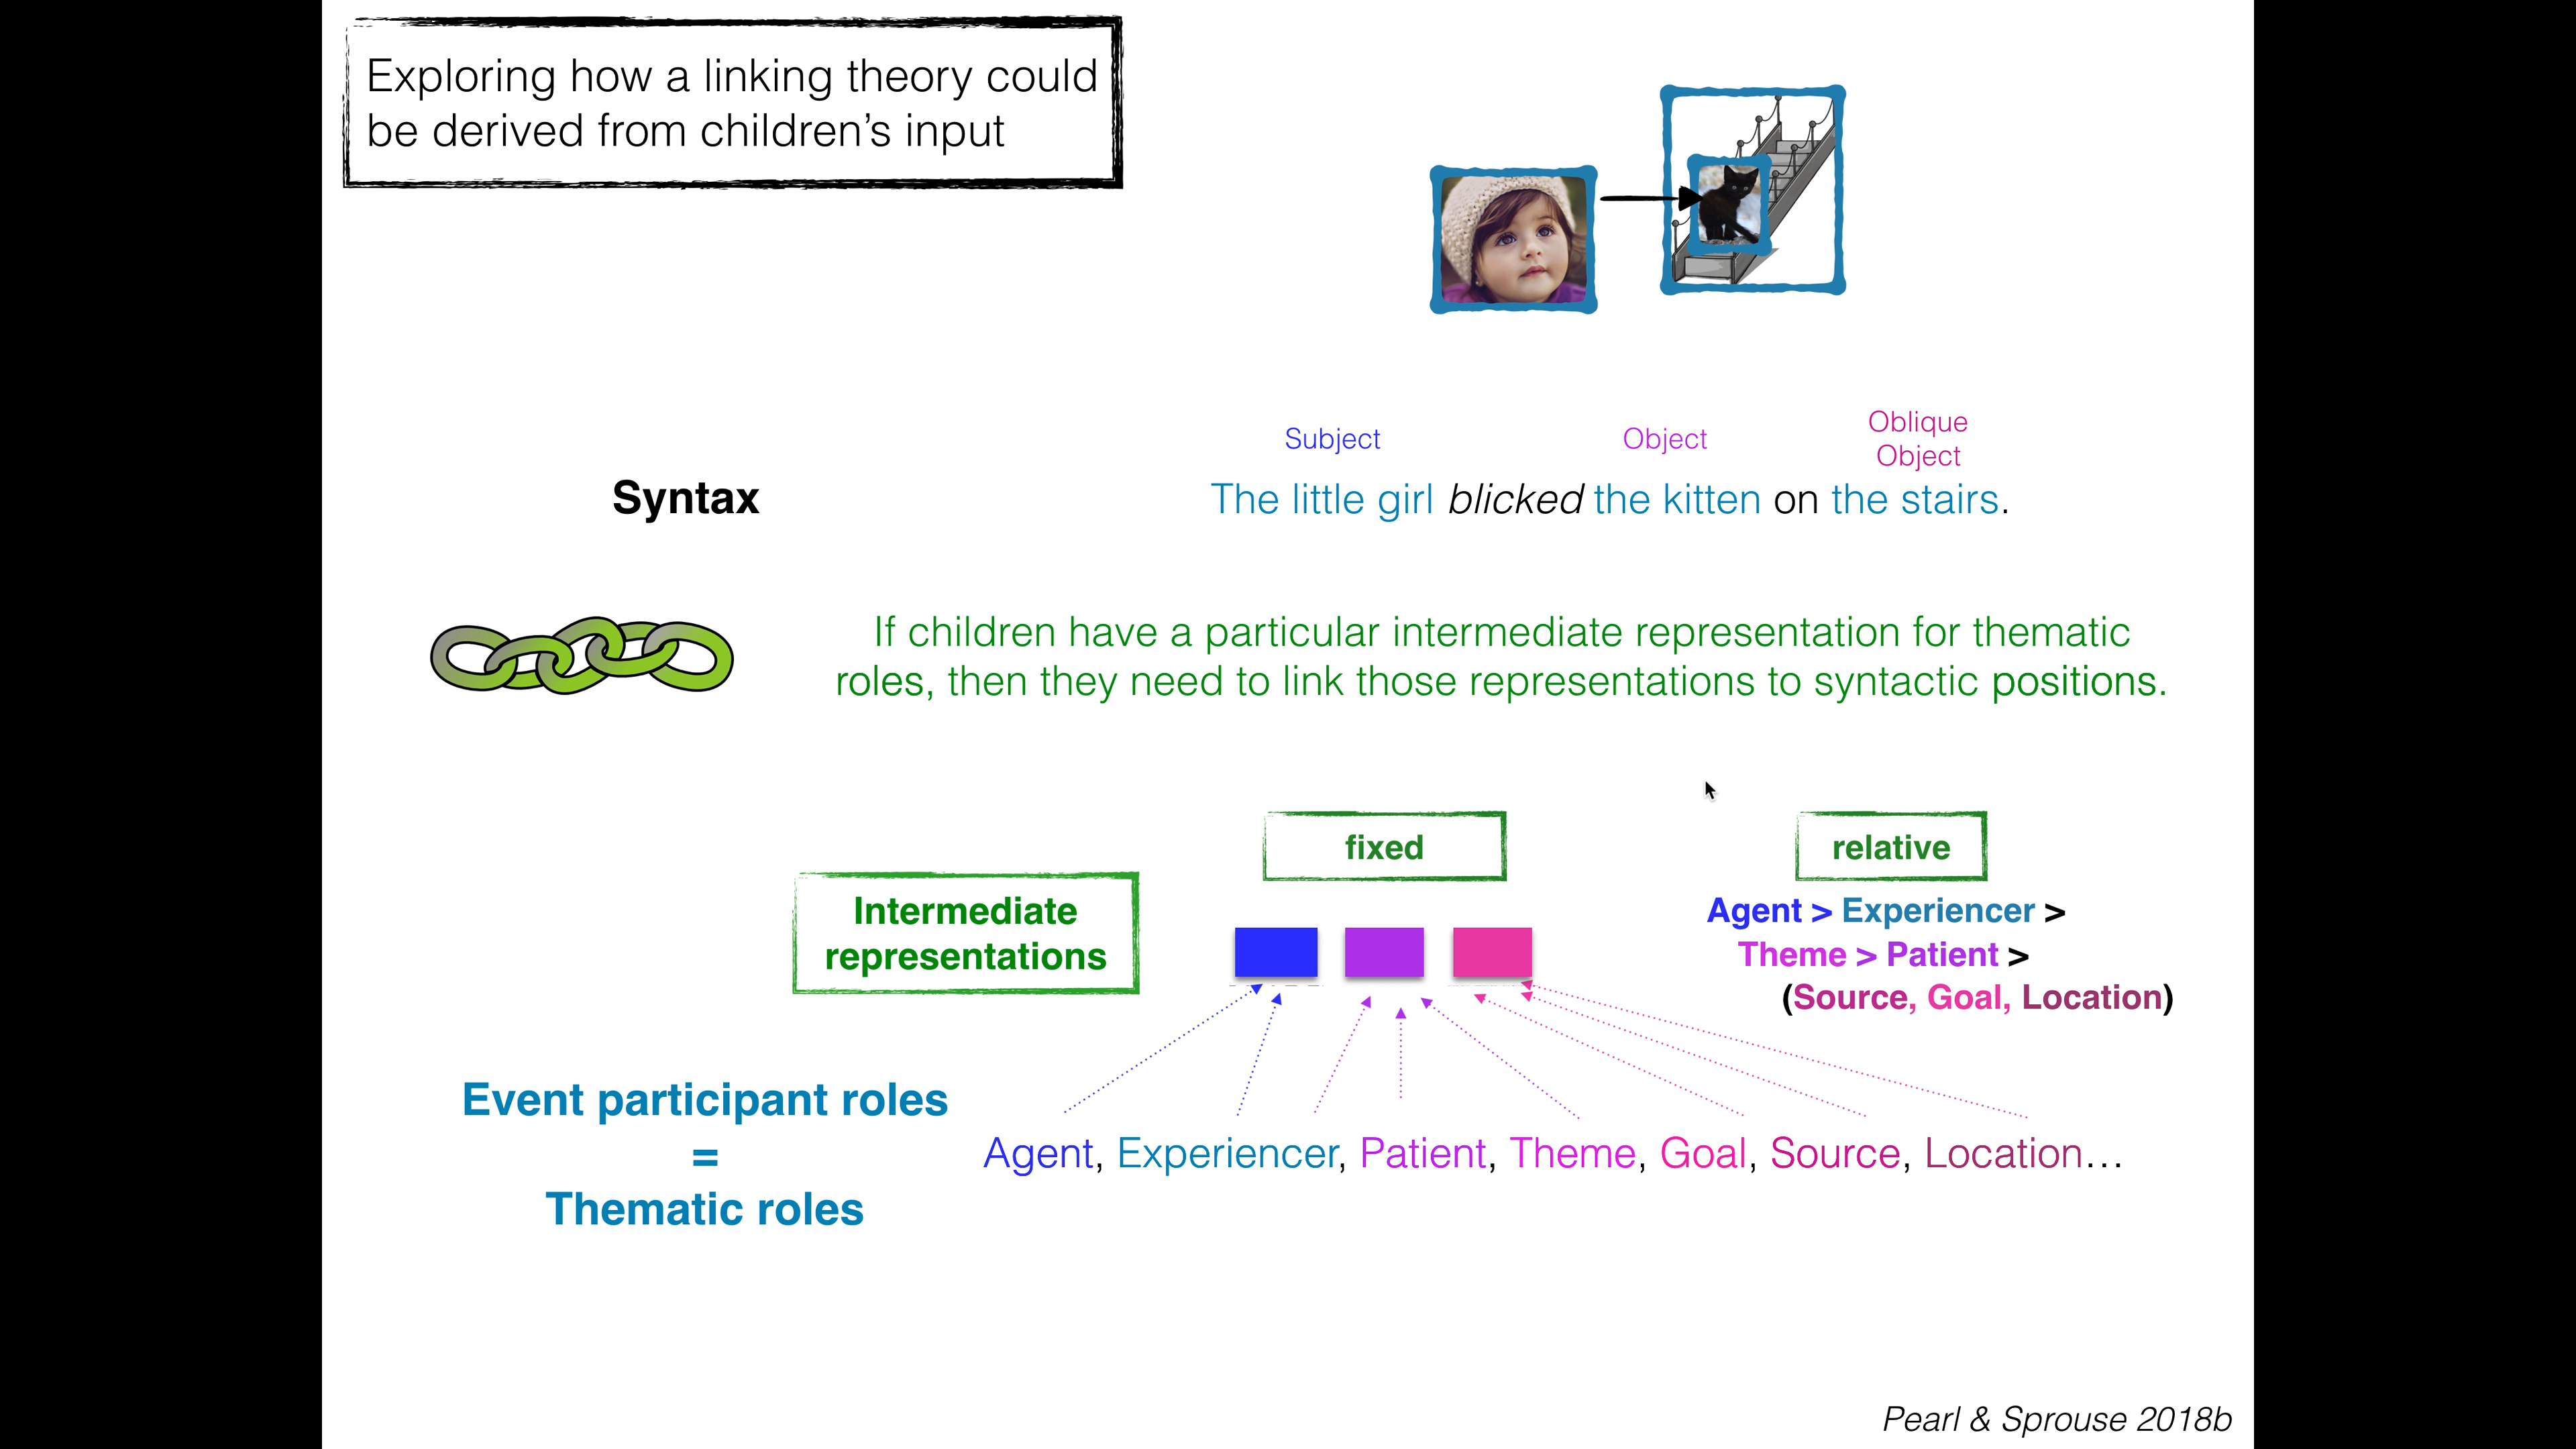 Exploring how a linking theory could
be derived from children's input
Subject
Object
Oblique
Object
Syntax
The little girl blicked the kitten on the stairs.
If children have a particular intermediate representation for thematic
roles, then they need to link those representations to syntactic positions.
fixed
relative
Intermediate
representations
Agent > Experiencer >
Theme > Patient >
(Source, Goal, Location)
Event participant roles
=
Thematic roles
Agent, Experiencer, Patient, Theme, Goal, Source, Location…
Pearl & Sprouse 2018b